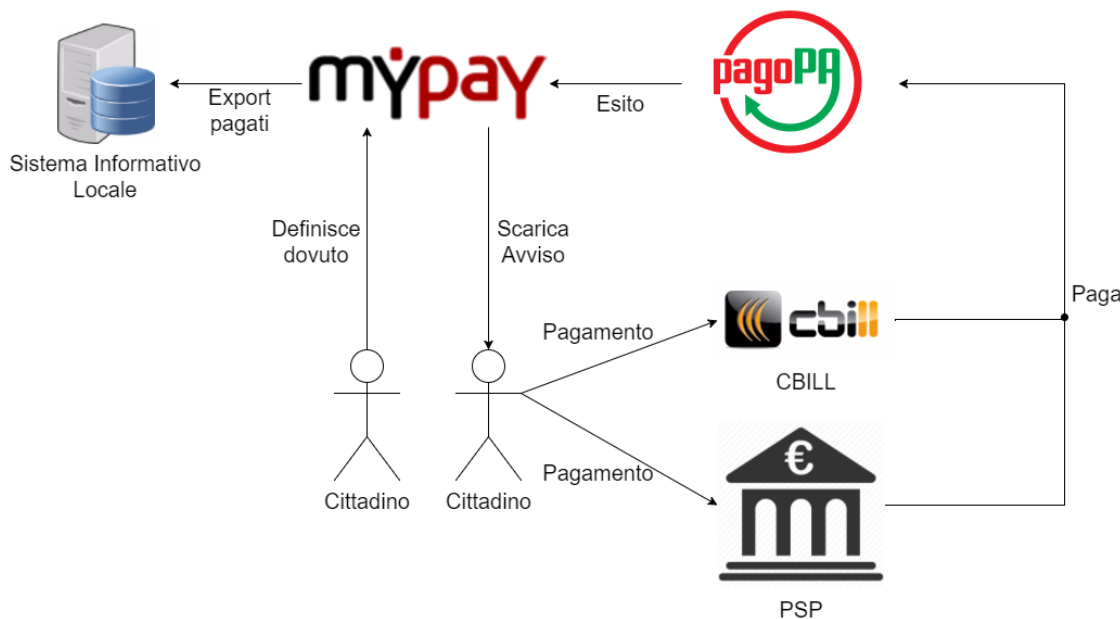 mypay
pagoPA
Export
pagati
Esito
Sistema Informativo
Locale
Definisce
dovuto
Scarica
Avviso
Paga
Pagamento
cbill
CBILL
€
Pagamento
Cittadino
Cittadino
PSP